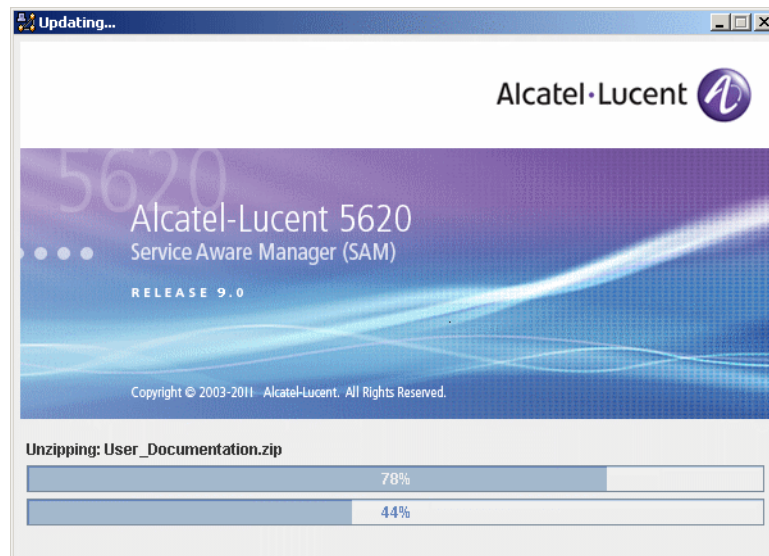 Updating...
Alcatel·Lucent
5620
Alcatel-Lucent 5620
Service Aware Manager (SAM)
RELEASE 9.0
Copyright © 2003-2011 Alcatel-Lucent. All Rights Reserved.
Unzipping: User_Documentation.zip
78%
44%